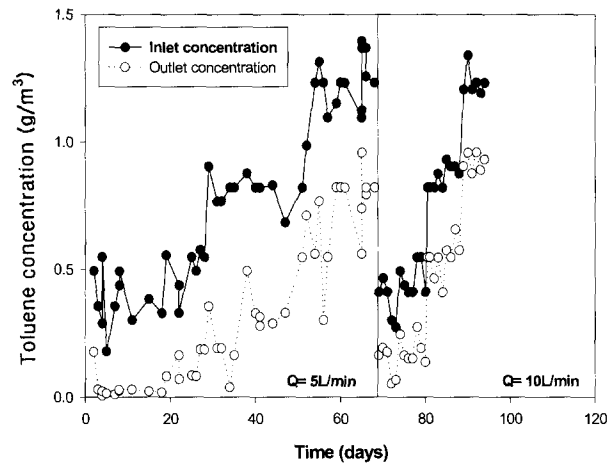 1.5
Inlet concentration
Outlet concentration
1.0
0.5
0.0
Toluene concentration (g/m³)
Q= 5L/min
Q= 10L/min
0
20
40
60
80
100
120
Time (days)